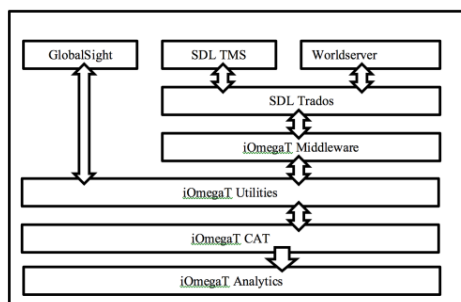 GlobalSight SDL TMS Worldserver
SDL Trados
iOmegaT Middleware
iOmegaT Utilities
iOmegaT CAT
iOmegaT Analytics